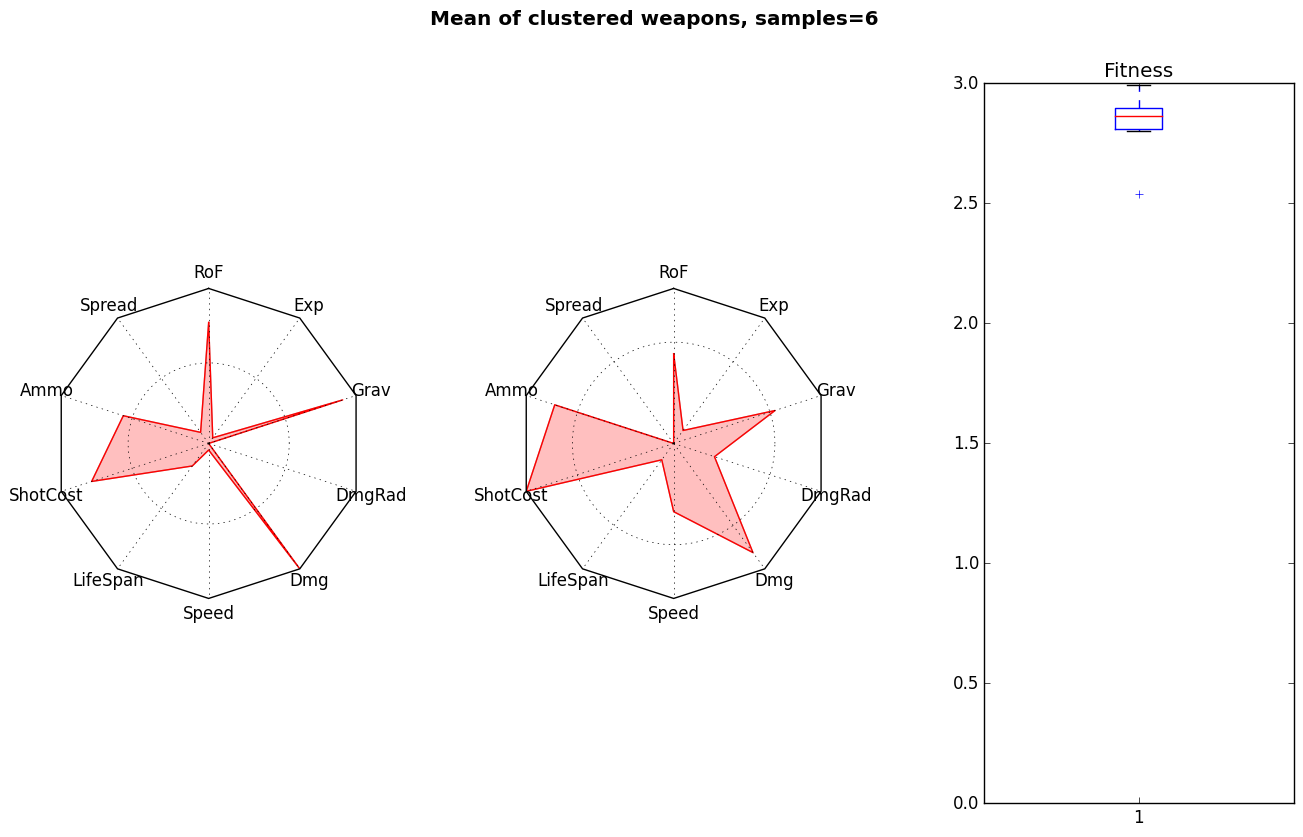 Mean of clustered weapons, samples=6
RoF
Exp
Grav
DmgRad
Dmg
Speed
LifeSpan
ShotCost
Ammo
Spread
RoF
Exp
Grav
DmgRad
Dmg
Speed
LifeSpan
ShotCost
Ammo
Spread
Fitness
3.0
2.5
2.0
1.5
1.0
0.5
0.0
1